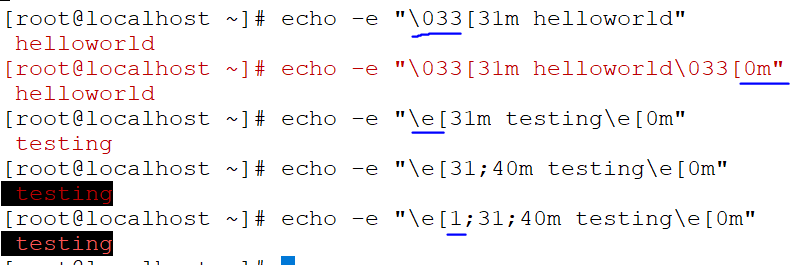 [root@localhost ~]# echo -e "\033[31m helloworld"
 helloworld
[root@localhost ~]# echo -e "\033[31m helloworld\033[0m"
 helloworld
[root@localhost ~]# echo -e "\e[31m testing\e[0m"
 testing
[root@localhost ~]# echo -e "\e[31;40m testing\e[0m"
 testing
[root@localhost ~]# echo -e "\e[1;31;40m testing\e[0m"
 testing
[root@localhost ~]#